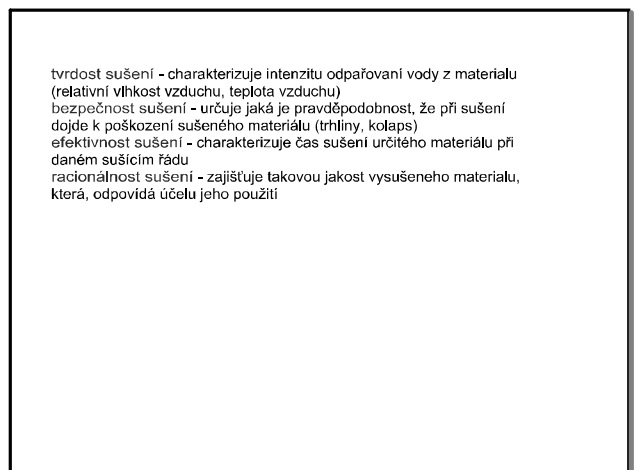 tvrdost sušení - charakterizuje intenzitu odpařovaní vody z materialu
(relativní vlhkost vzduchu, teplota vzduchu)
bezpečnost sušení - určuje jaká je pravděpodobnost, že při sušení
dojde k poškození sušeného materiálu (trhliny, kolaps)
efektivnost sušení - charakterizuje čas sušení určitého materiálu při
daném sušícím řádu
racionálnost sušení - zajišťuje takovou jakost vysušeneho materialu,
která, odpovídá účelu jeho použití